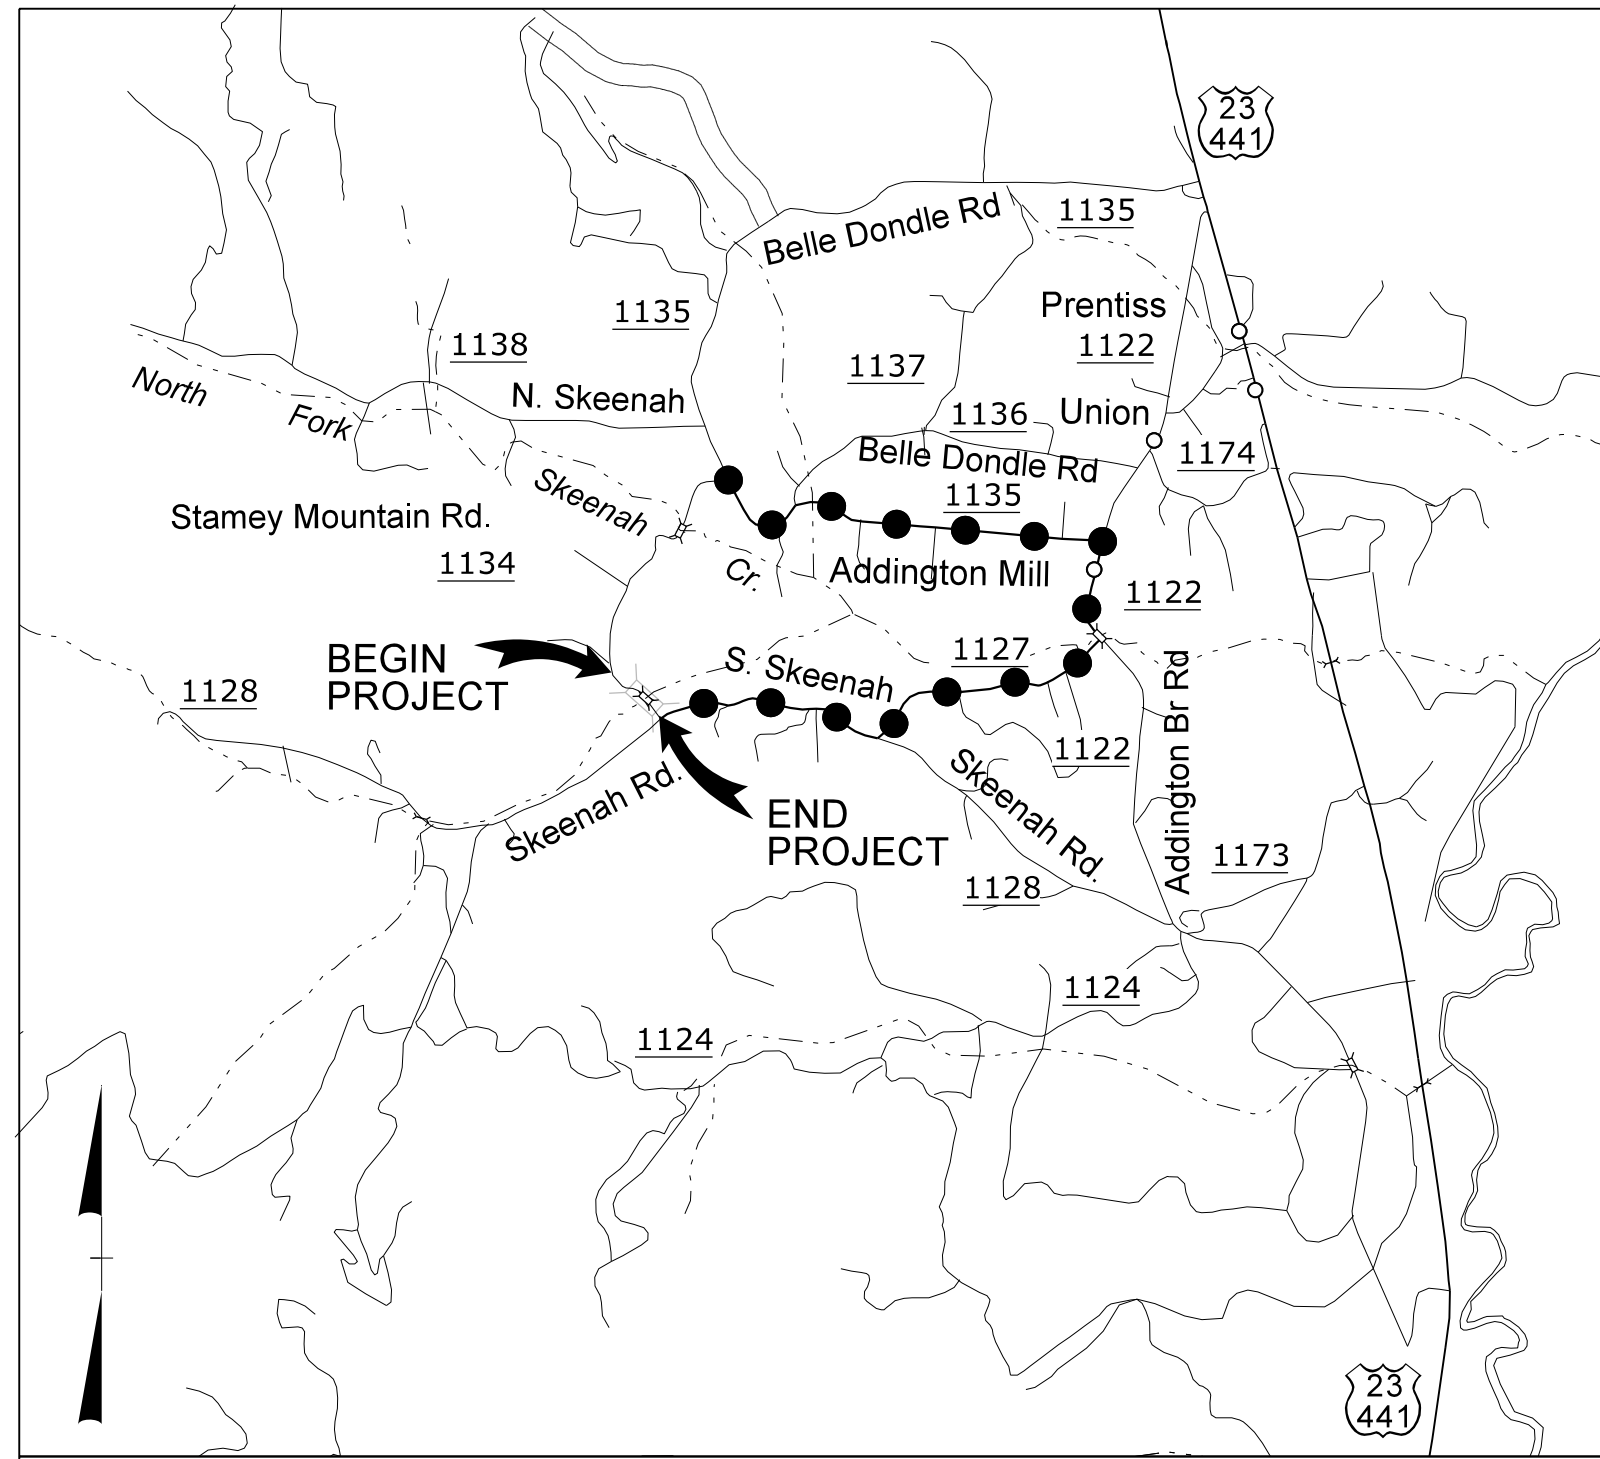 23
441
Belle Dondle Rd
1135
Prentiss
1135
1122
1138
1137
North
N. Skeenah
Fork
1136
Union
Belle Dondle Rd
1174
Skeenah
1135
Stamey Mountain Rd.
1134
Cr.
Addington Mill
1122
BEGIN
PROJECT
S. Skeenah
1127
1128
Addington Br Rd
1122
Skeenah Rd.
Skeenah Rd.
END
PROJECT
1173
1128
1124
1124
23
441